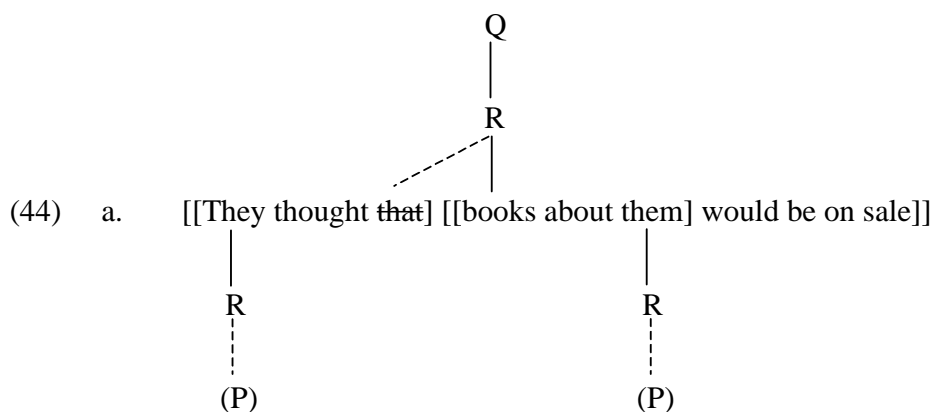 Q
R
(44) a. [[They thought that] [[books about them] would be on sale]]
R R
(P) (P)